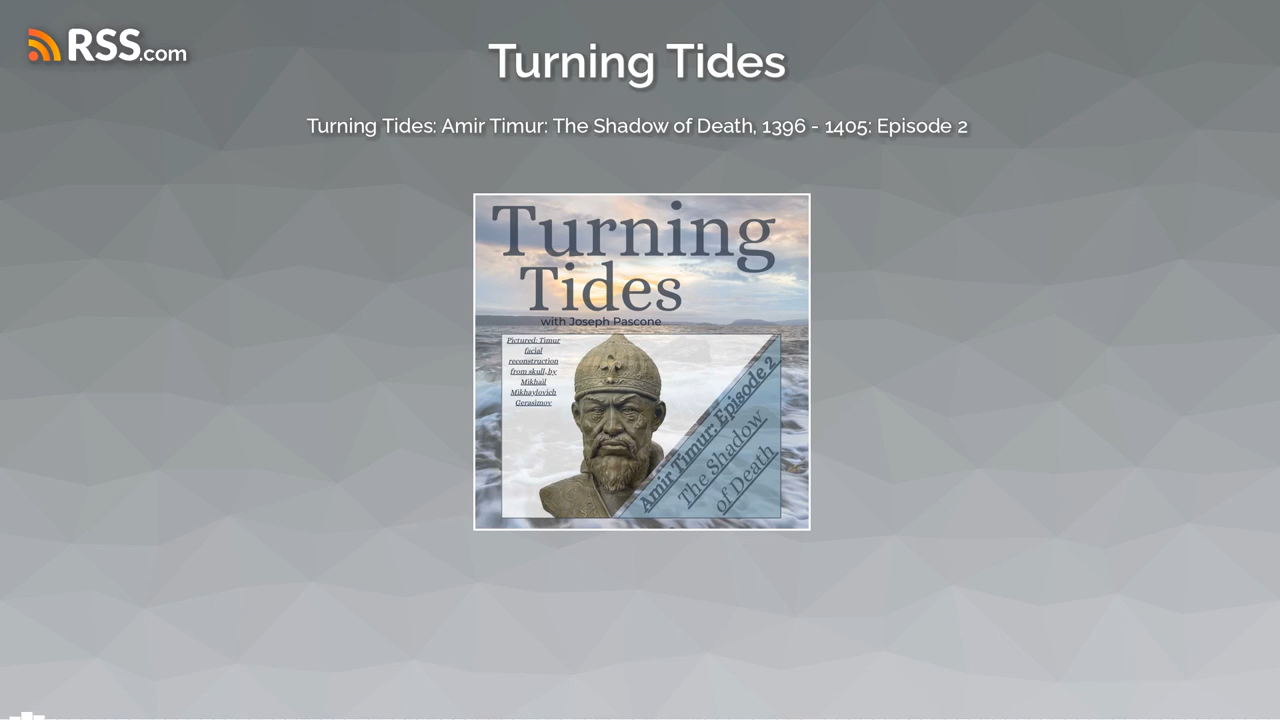 RSS.com
Turning Tides
Turning Tides: Amir Timur: The Shadow of Death, 1396 - 1405: Episode 2
Turning
Tides
with Joseph Pascone
Pictured: Timur
facial
reconstruction
from skull, by
Mikhail
Mikhaylovich
Gerasimov
Amir Timur: Episode 2
The Shadow
of Death